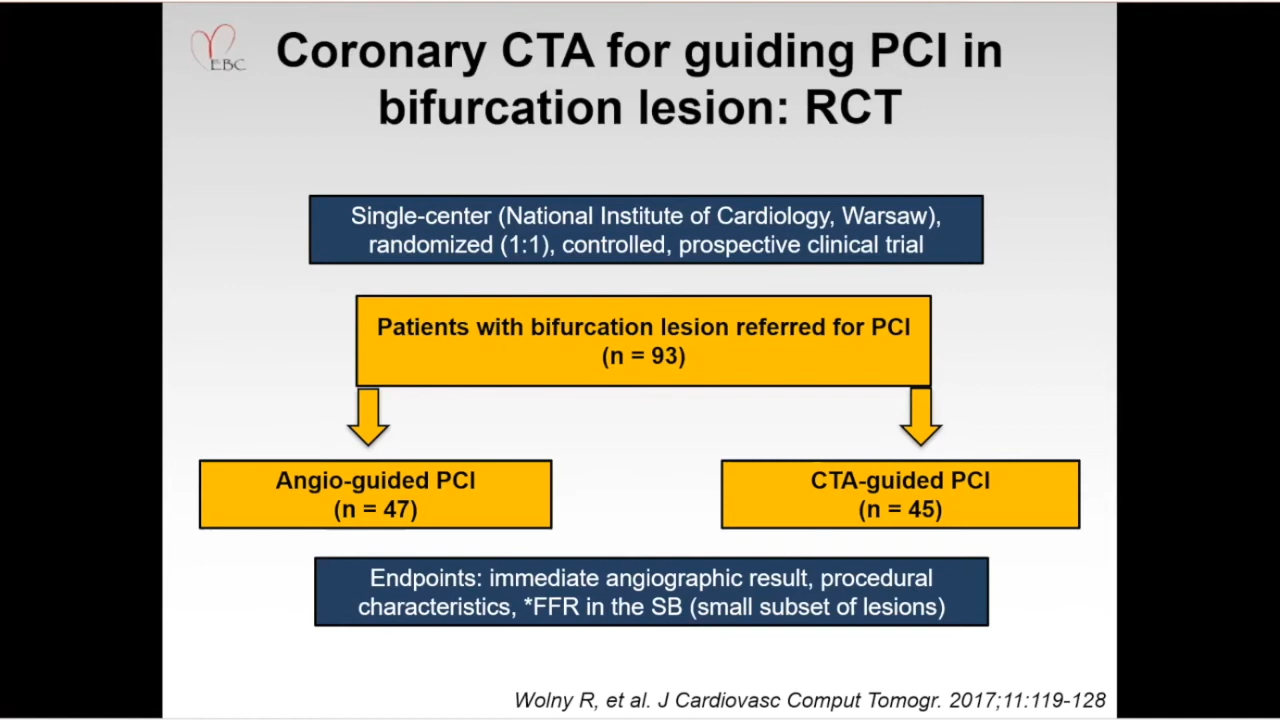 EBC
Coronary CTA for guiding PCI in
bifurcation lesion: RCT
Single-center (National Institute of Cardiology, Warsaw),
randomized (1:1), controlled, prospective clinical trial
Patients with bifurcation lesion referred for PCI
(n = 93)
Angio-guided PCI
(n = 47)
CTA-guided PCI
(n = 45)
Endpoints: immediate angiographic result, procedural
characteristics, *FFR in the SB (small subset of lesions)
Wolny R, et al. J Cardiovasc Comput Tomogr. 2017;11:119-128